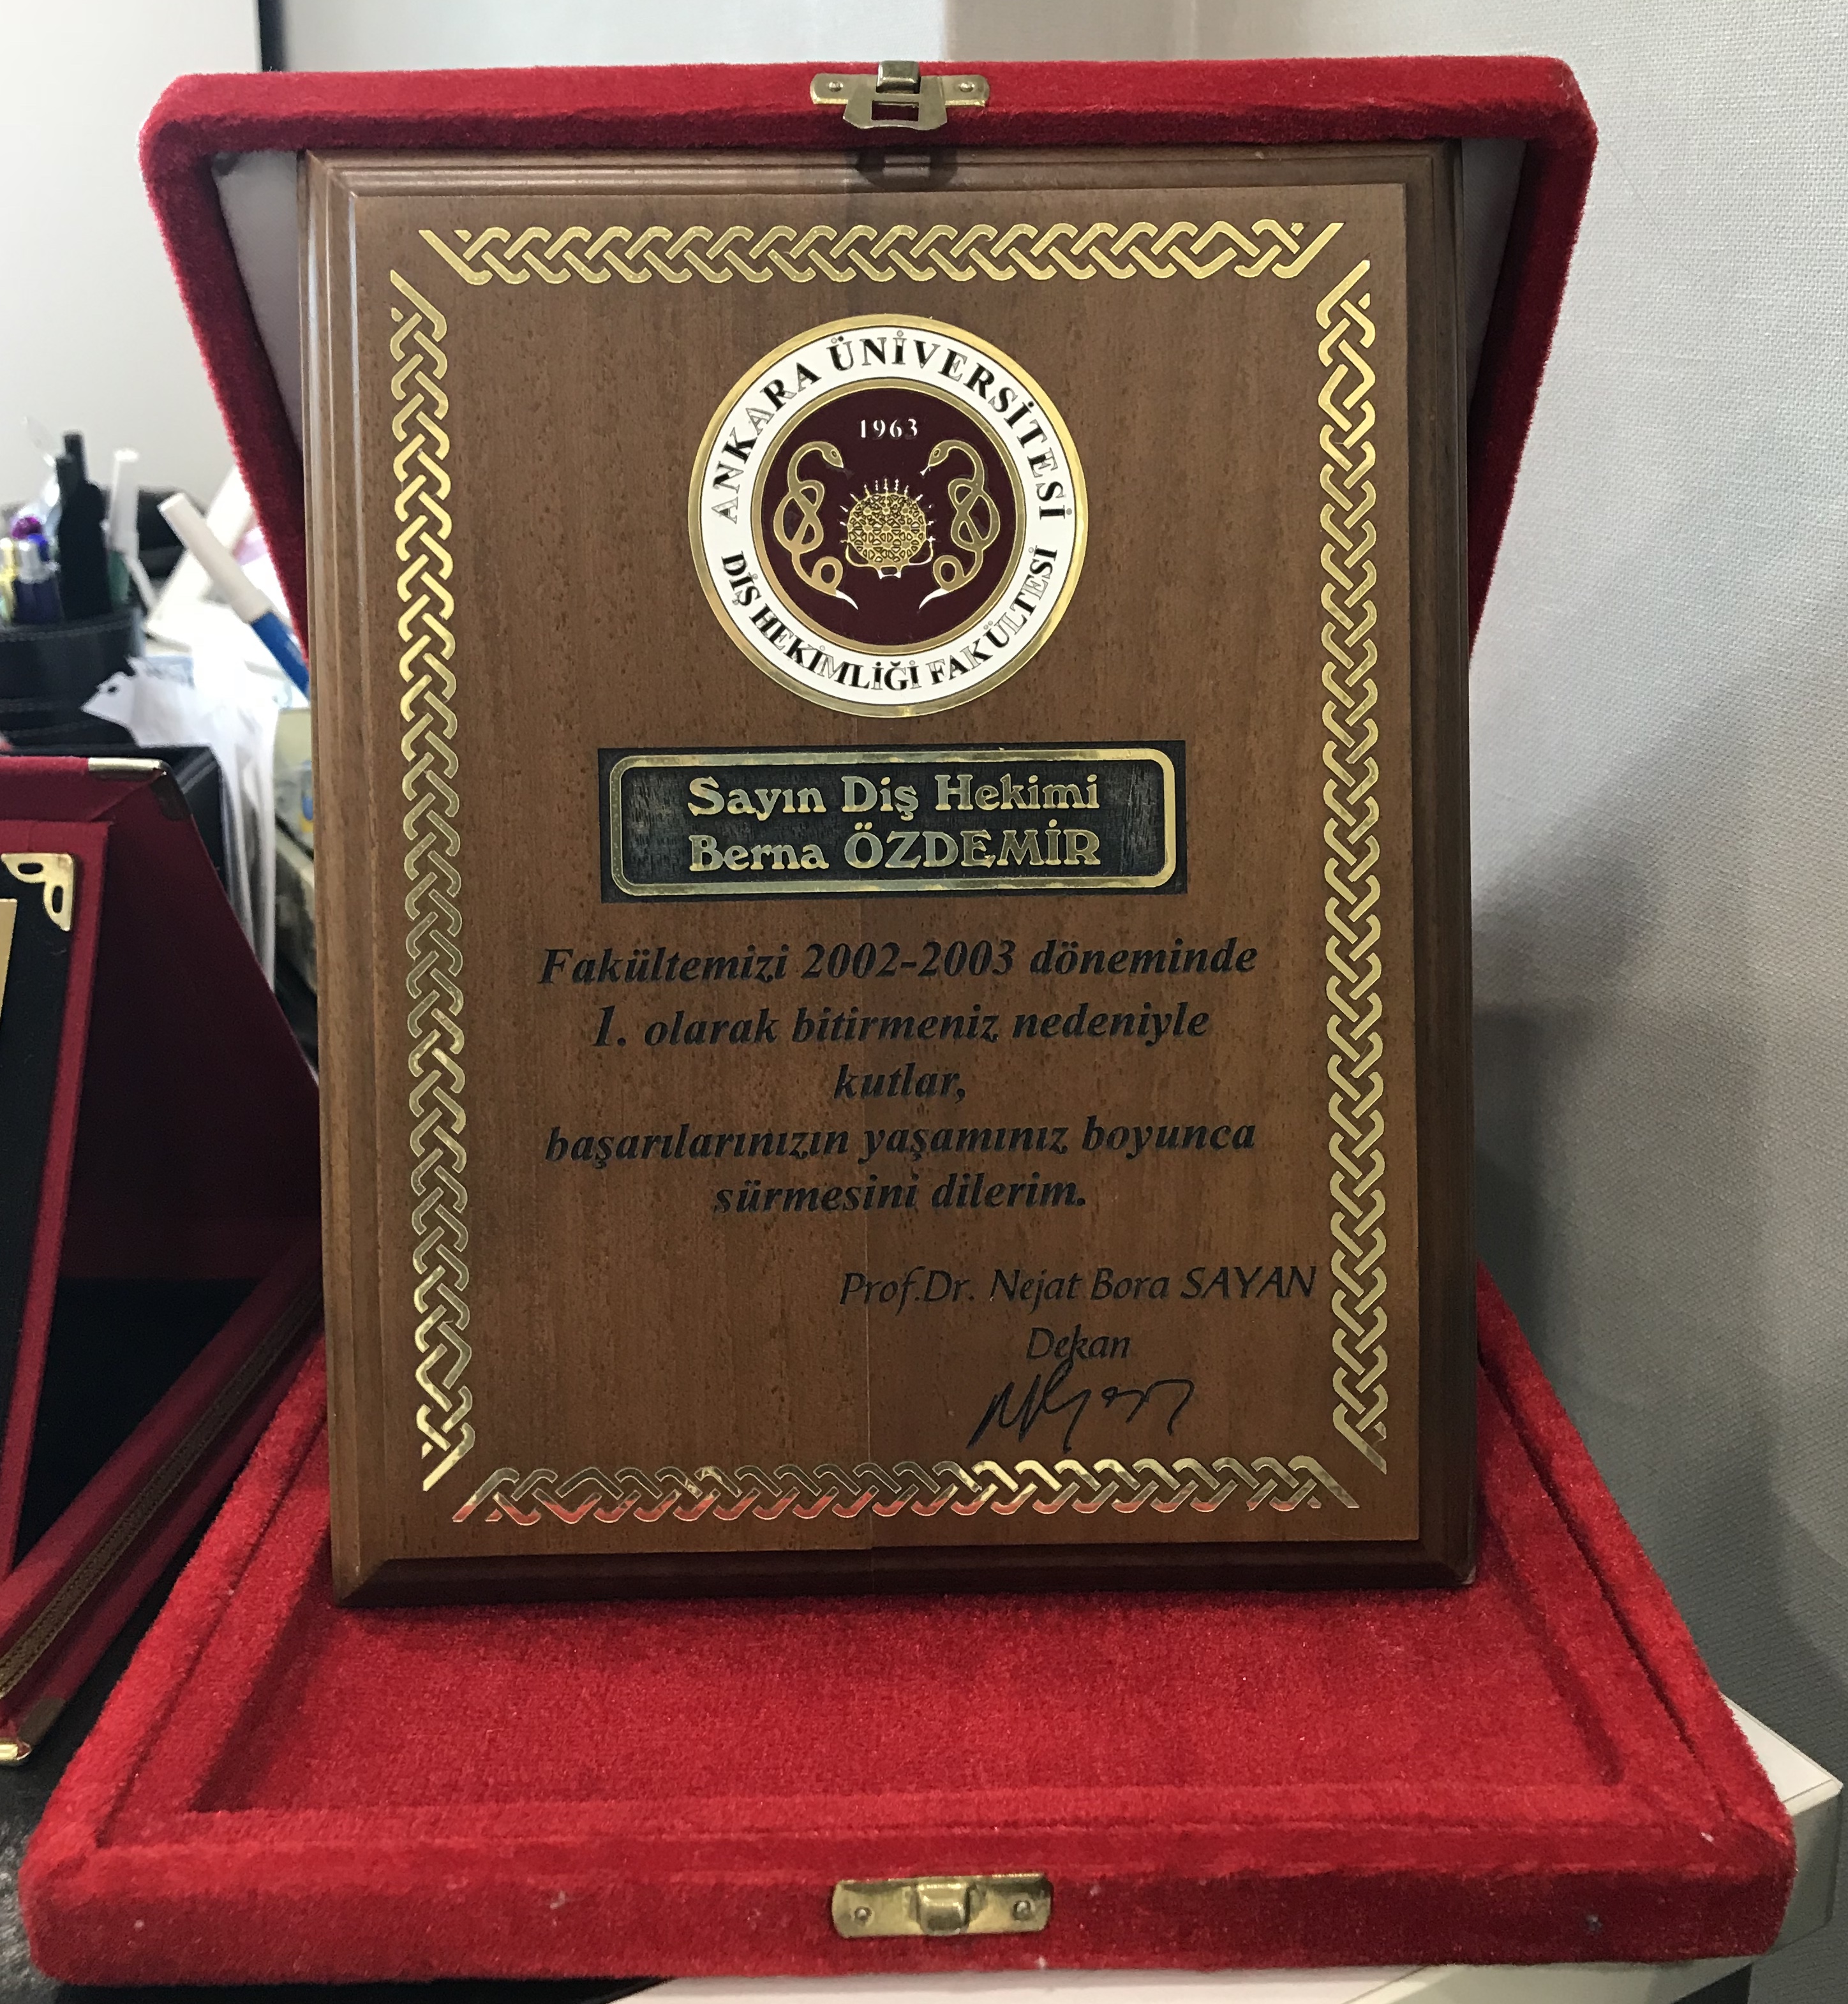 ANKARA ÜNİVERSİTESİ
1963
DİŞ HEKİMLİĞİ FAKÜLTESİ
Sayın Diş Hekimi
Berna ÖZDEMİR
Fakültemizi 2002-2003 döneminde
1. olarak bitirmeniz nedeniyle
kutlar,
başarılarınızın yaşamınız boyunca
sürmesini dilerim.
Prof.Dr. Nejat Bora SAYAN
Dekan